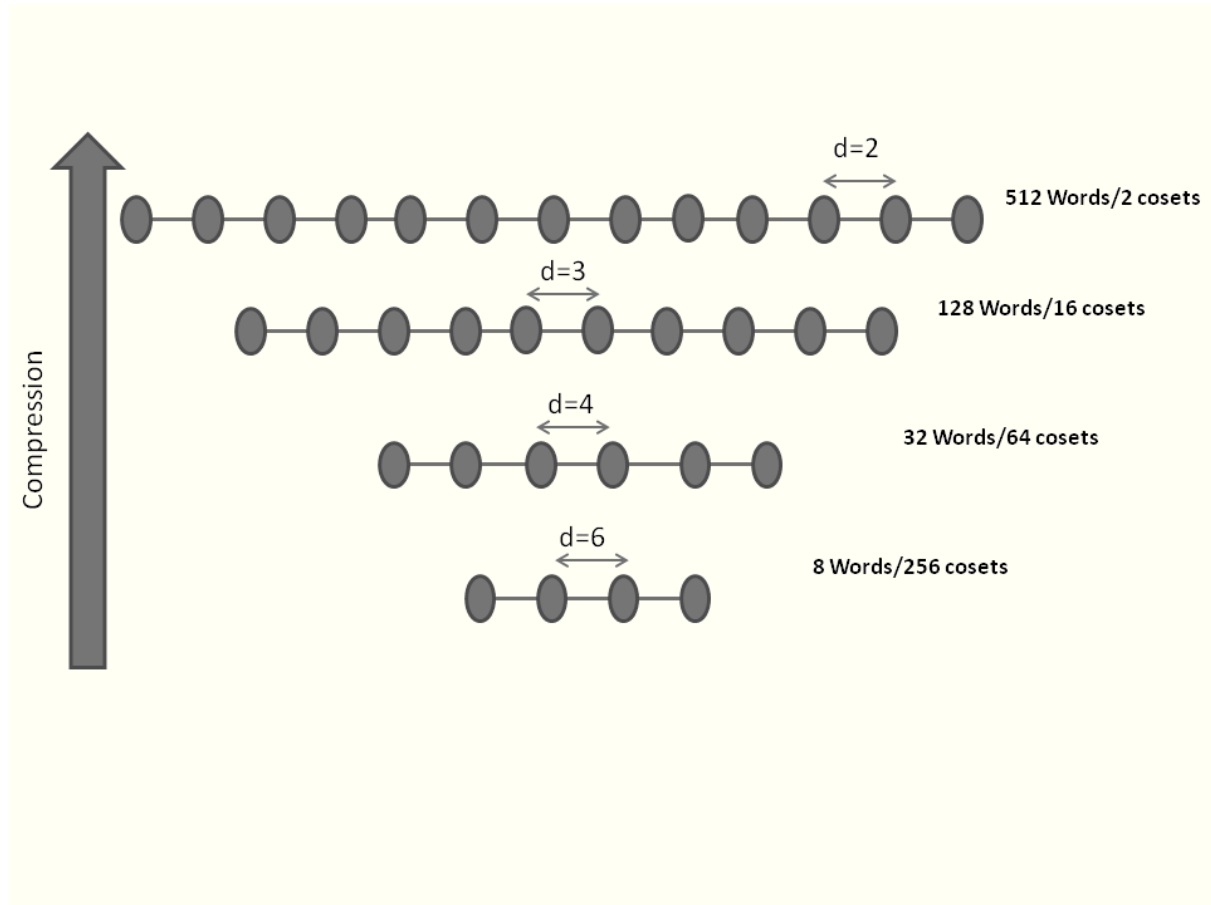 d=2
512 Words/2 cosets
d=3
128 Words/16 cosets
Compression
d=4
32 Words/64 cosets
d=6
8 Words/256 cosets